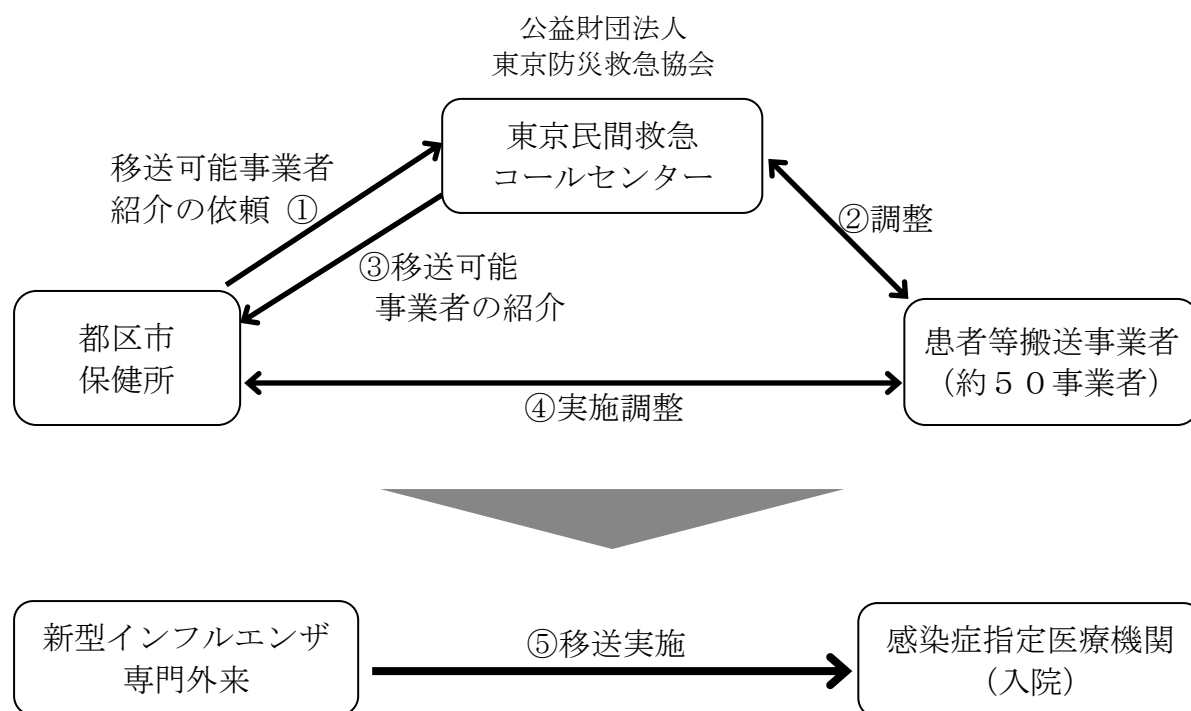 公益財団法人
東京防災救急協会
東京民間救急
コールセンター
移送可能事業者
紹介の依頼 ①
②調整
③移送可能
事業者の紹介
都区市
保健所
患者等搬送事業者
（約５０事業者）
④実施調整
新型インフルエンザ
専門外来
⑤移送実施
感染症指定医療機関
（入院）